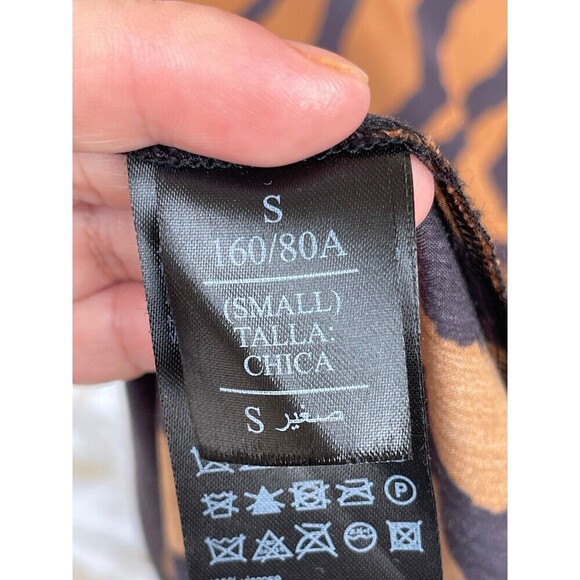 S
160/80A
(SMALL)
TALLA:
CHICA
S صغير
P